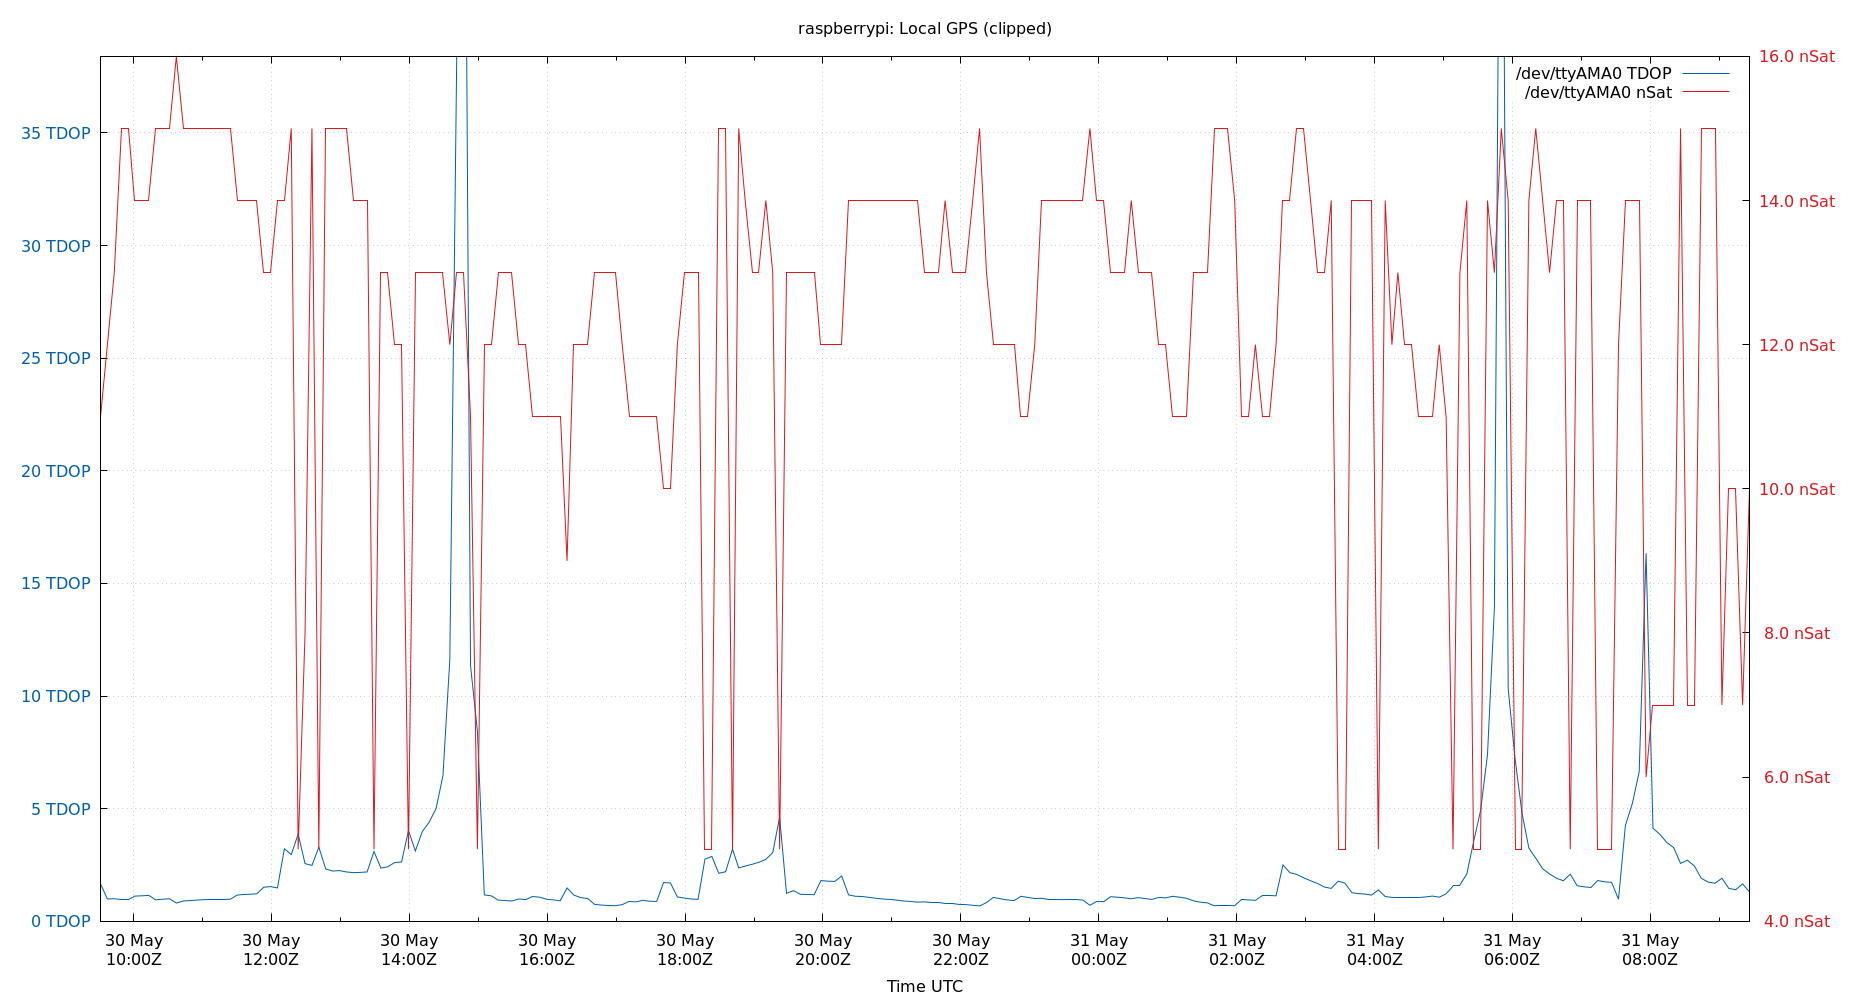 raspberrypi: Local GPS (clipped)
16.0 nSat
/dev/ttyAMA0 TDOP
/dev/ttyAMA0 nSat
35 TDOP
14.0 nSat
30 TDOP
12.0 nSat
25 TDOP
20 TDOP
10.0 nSat
15 TDOP
8.0 nSat
10 TDOP
6.0 nSat
5 TDOP
0 TDOP
4.0 nSat
30 May 30 May 30 May 30 May 30 May 30 May 30 May 31 May 31 May 31 May 31 May 31 May
10:00Z 12:00Z 14:00Z 16:00Z 18:00Z 20:00Z 22:00Z 00:00Z 02:00Z 04:00Z 06:00Z 08:00Z
Time UTC